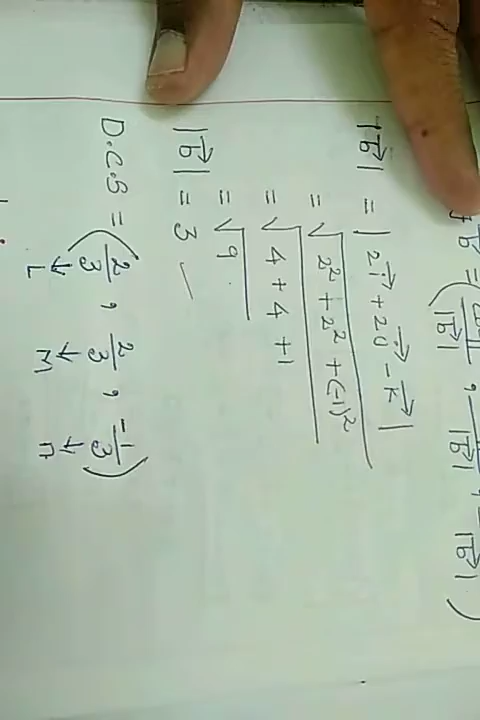 b⃗ = ( /|b⃗|, /|b⃗|, /|b⃗| )
|b⃗| = |2i⃗ + 2j⃗ - k⃗|
= √2² + 2² + (-1)²
= √4 + 4 + 1
= √9
|b⃗| = 3
D.C.S = (2/3, 2/3, -1/3)
↓ ↓ ↓
L M n